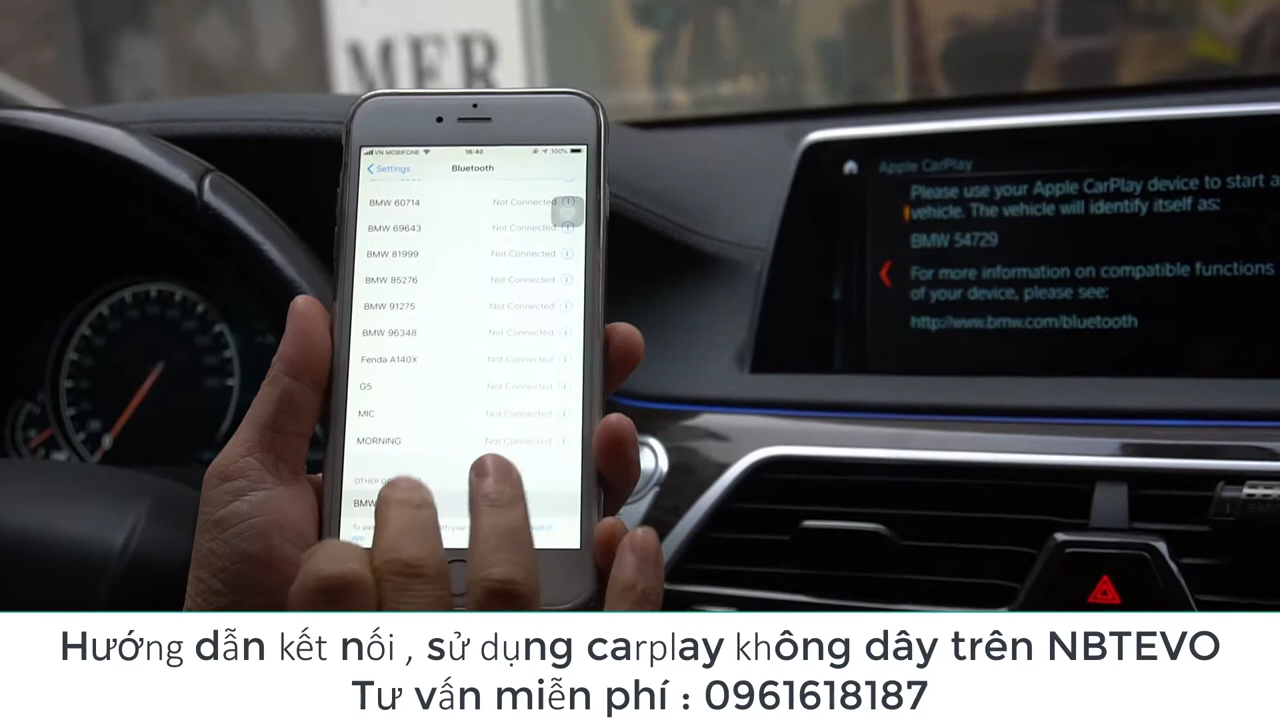 MER
VN MOBIFONE 16:40 100%
Settings Bluetooth
BMW 60714 Not Connected
BMW 69643 Not Connected
BMW 81999 Not Connected
BMW 85276 Not Connected
BMW 91275 Not Connected
BMW 96348 Not Connected
Fenda A140X Not Connected
G5 Not Connected
MIC Not Connected
MORNING Not Connected
OTHER
BMW
Apple CarPlay
Please use your Apple CarPlay device to start a
vehicle. The vehicle will identify itself as:
BMW 54729
For more information on compatible functions
of your device, please see:
http://www.bmw.com/bluetooth
Hướng dẫn kết nối , sử dụng carplay không dây trên NBTEVO
Tư vấn miễn phí : 0961618187